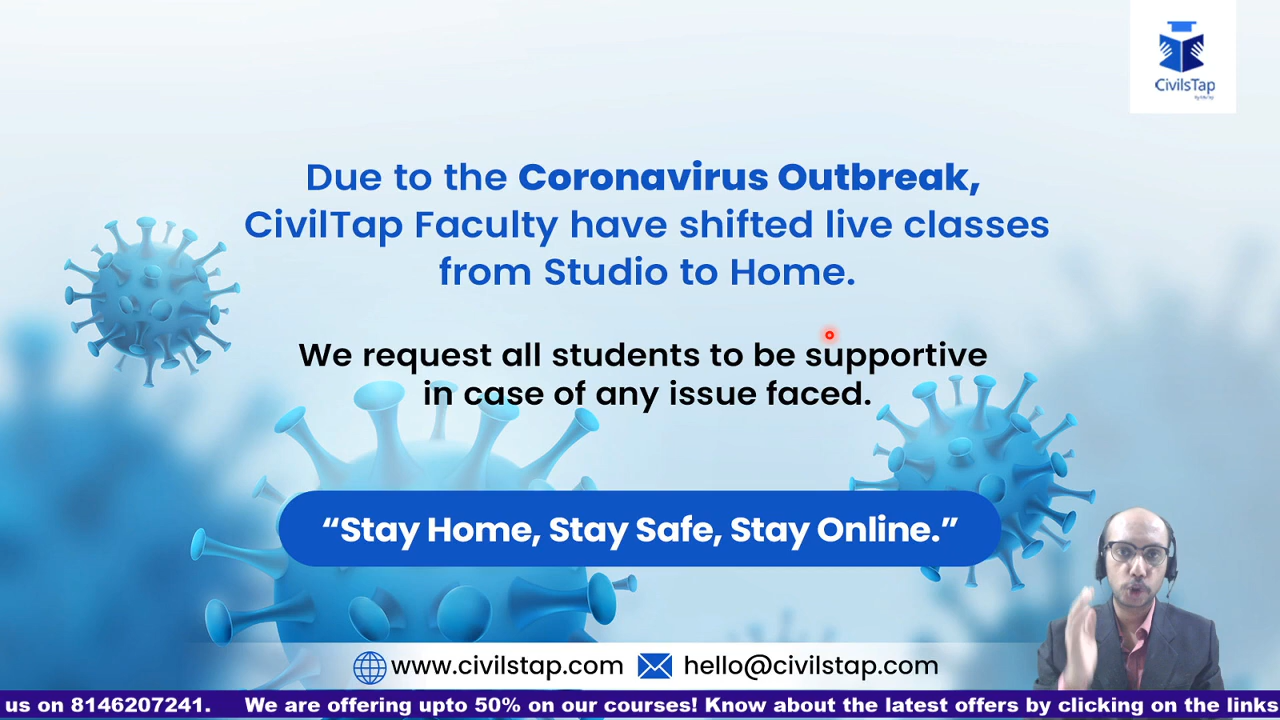 CivilsTap
Due to the Coronavirus Outbreak,
CivilTap Faculty have shifted live classes
from Studio to Home.
We request all students to be supportive
in case of any issue faced.
“Stay Home, Stay Safe, Stay Online.”
www.civilstap.com hello@civilstap.com
us on 8146207241. We are offering upto 50% on our courses! Know about the latest offers by clicking on the links